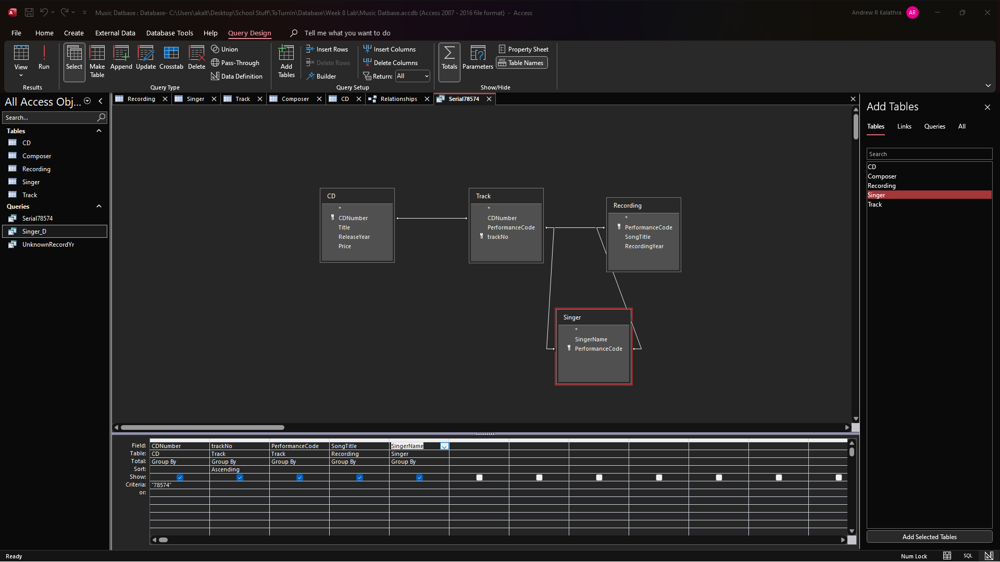 Music Datbase : Database- C:\Users\akalt\Desktop\School Stuff\ToTurnIn\Database\Week 8 Lab\Music Datbase.accdb (Access 2007 - 2016 file format) - Access
Andrew R Kalathra AR
File Home Create External Data Database Tools Help Query Design Tell me what you want to do
View
Run
Results
Select
Make Table
Append
Update
Crosstab
Delete
Union
Pass-Through
Data Definition
Query Type
Add Tables
Insert Rows
Delete Rows
Builder
Insert Columns
Delete Columns
Return: All
Query Setup
Totals
Parameters
Property Sheet
XYZ Table Names
Show/Hide
All Access Obj...
Search...
Tables
CD
Composer
Recording
Singer
Track
Queries
Serial78574
Singer_D
UnknownRecordYr
Recording Singer Track Composer CD Relationships Serial78574
CD
*
CDNumber
Title
ReleaseYear
Price
Track
*
CDNumber
PerformanceCode
trackNo
Recording
*
PerformanceCode
SongTitle
RecordingYear
Singer
*
SingerName
PerformanceCode
Field: CDNumber trackNo PerformanceCode SongTitle SingerName
Table: CD Track Track Recording Singer
Total: Group By Group By Group By Group By Group By
Sort: Ascending
Show:
Criteria: "78574"
or:
Add Tables
Tables Links Queries All
Search
CD
Composer
Recording
Singer
Track
Add Selected Tables
Ready
Num Lock
SQL